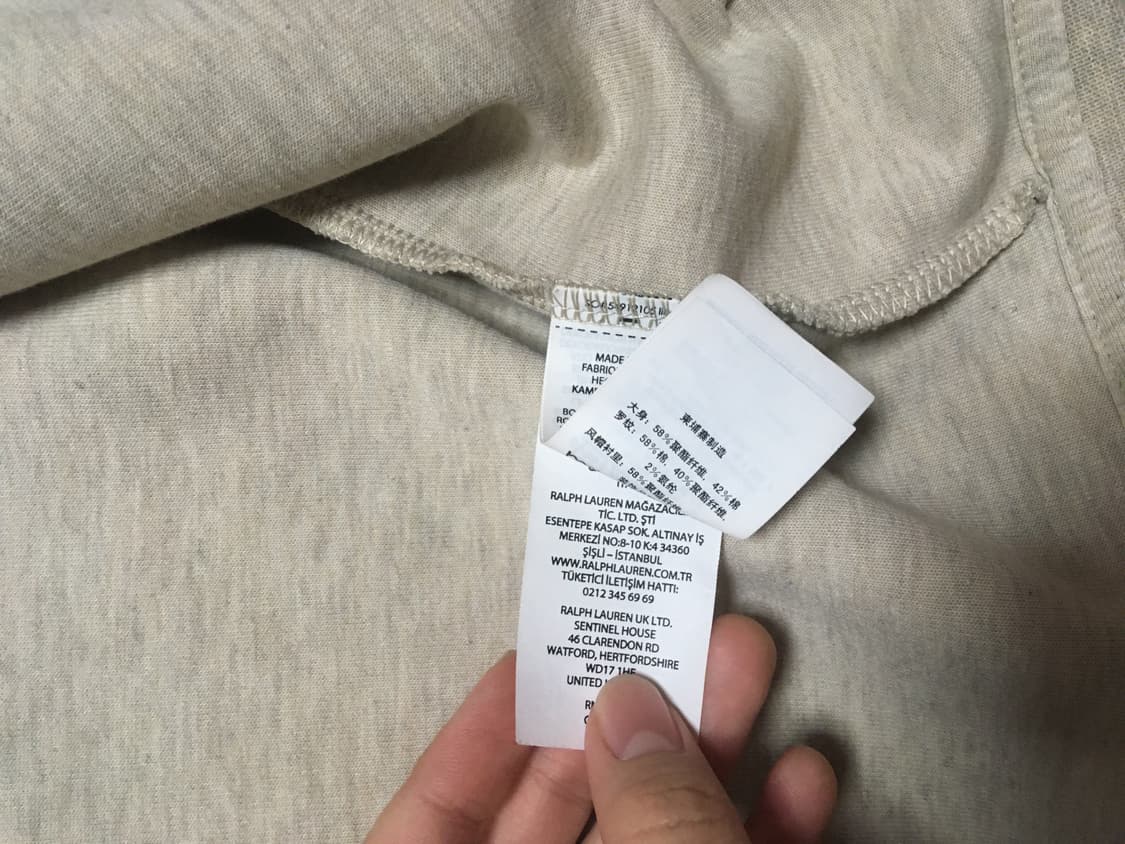 MADE
FABRIC
HE
KAM
BO
RALPH LAUREN MAĞAZACIL
TİC. LTD. ŞTİ
ESENTEPE KASAP SOK. ALTINAY İŞ
MERKEZİ NO:8-10 K:4 34360
ŞİŞLİ – İSTANBUL
WWW.RALPHLAUREN.COM.TR
TÜKETİCİ İLETİŞİM HATTI:
0212 345 69 69
RALPH LAUREN UK LTD.
SENTINEL HOUSE
46 CLARENDON RD
WATFORD, HERTFORDSHIRE
WD17 1HF
UNITED
柬埔寨制造
大身：58%聚酯纤维，42%棉
罗纹：58%棉，40%聚酯纤维，
2%氨纶
风帽衬里：58%聚酯纤维